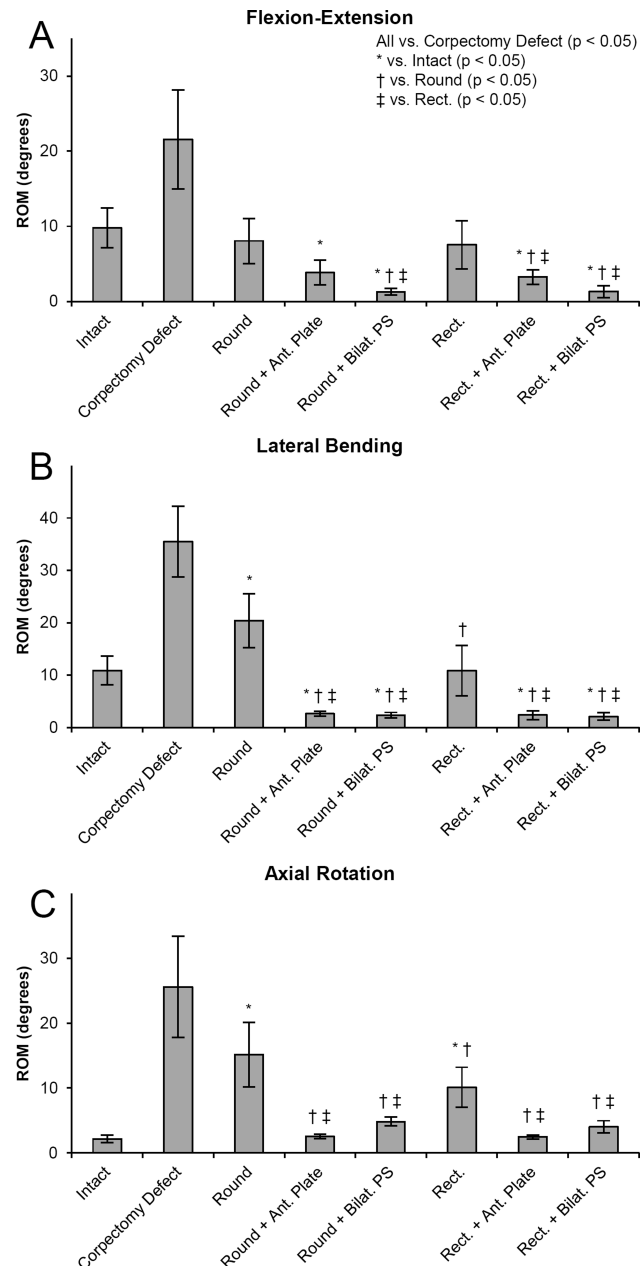 Flexion-Extension
A
All vs. Corpectomy Defect (p < 0.05)
* vs. Intact (p < 0.05)
† vs. Round (p < 0.05)
‡ vs. Rect. (p < 0.05)
ROM (degrees)
30
20
10
0
*
* † ‡
* † ‡
* † ‡
Intact
Corpectomy Defect
Round
Round + Ant. Plate
Round + Bilat. PS
Rect.
Rect. + Ant. Plate
Rect. + Bilat. PS
Lateral Bending
B
ROM (degrees)
40
30
20
10
0
*
* † ‡
* † ‡
†
* † ‡
* † ‡
Intact
Corpectomy Defect
Round
Round + Ant. Plate
Round + Bilat. PS
Rect.
Rect. + Ant. Plate
Rect. + Bilat. PS
Axial Rotation
C
ROM (degrees)
30
20
10
0
*
† ‡
† ‡
* †
† ‡
† ‡
Intact
Corpectomy Defect
Round
Round + Ant. Plate
Round + Bilat. PS
Rect.
Rect. + Ant. Plate
Rect. + Bilat. PS